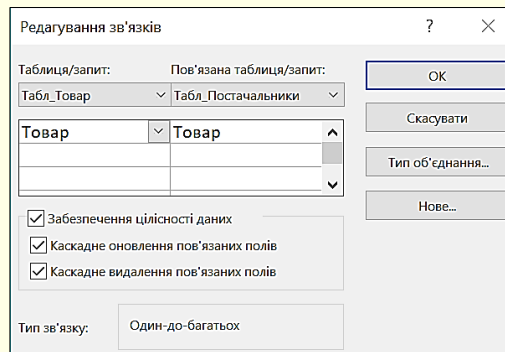 Редагування зв'язків ?
Таблиця/запит: Пов'язана таблиця/запит:
Табл_Товар Табл_Постачальники
Товар Товар
Забезпечення цілісності даних
Каскадне оновлення пов'язаних полів
Каскадне видалення пов'язаних полів
Тип зв'язку: Один-до-багатьох
ОК
Скасувати
Тип об'єднання...
Нове...